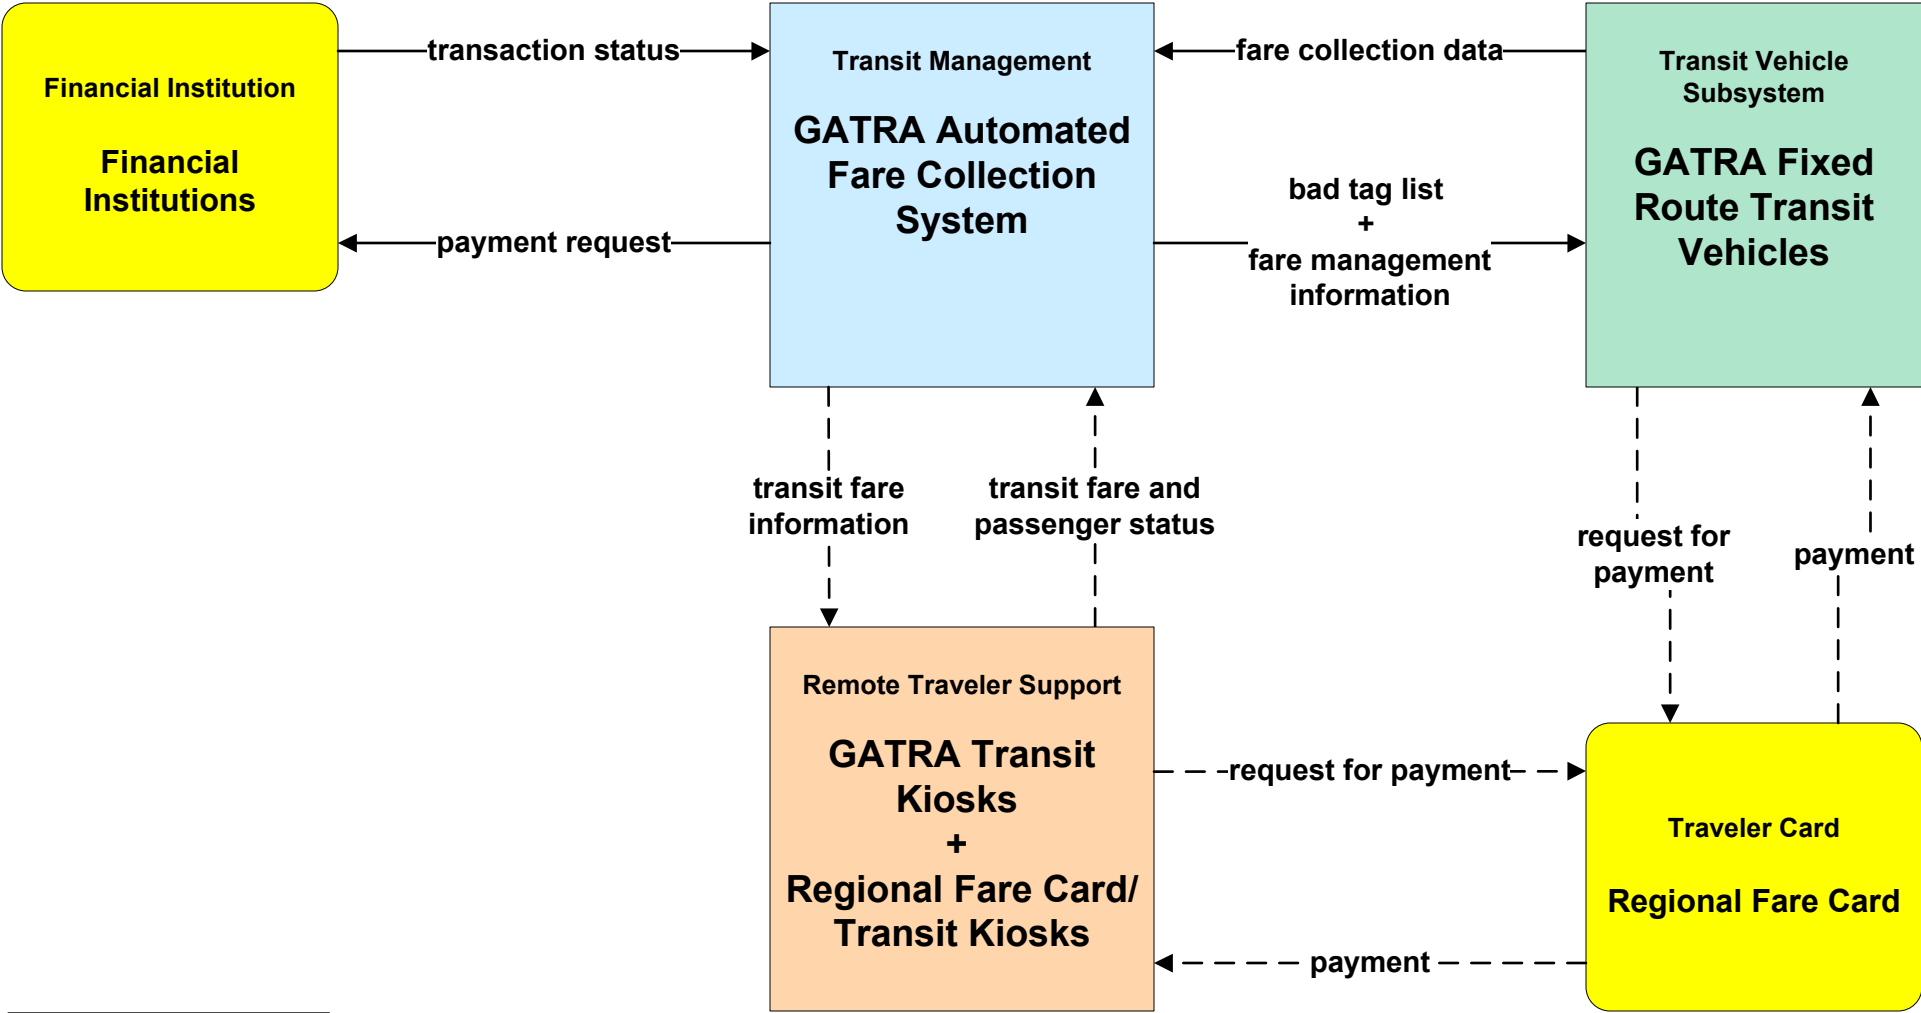 Financial Institution
Financial
Institutions
transaction status
payment request
Transit Management
GATRA Automated
Fare Collection
System
fare collection data
bad tag list
+
fare management
information
Transit Vehicle
Subsystem
GATRA Fixed
Route Transit
Vehicles
transit fare
information
transit fare and
passenger status
request for
payment
payment
Remote Traveler Support
GATRA Transit
Kiosks
+
Regional Fare Card/
Transit Kiosks
request for payment
payment
Traveler Card
Regional Fare Card